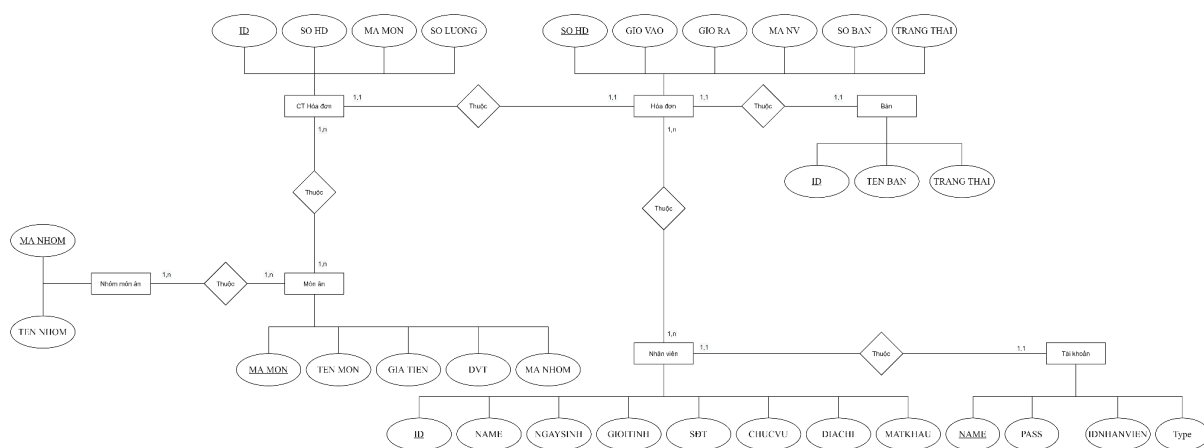 ID
SO HD
MA MON
SO LUONG
SO HD
GIO VAO
GIO RA
MA NV
SO BAN
TRANG THAI
CT Hóa đơn
1,1
Thuộc
1,1
Hóa đơn
1,1
Thuộc
1,1
Bàn
1,n
1,n
ID
TEN BAN
TRANG THAI
Thuộc
Thuộc
MA NHOM
1,n
Nhóm món ăn
1,n
Thuộc
1,n
Món ăn
TEN NHOM
1,n
Nhân viên
1,1
Thuộc
1,1
Tài khoản
MA MON
TEN MON
GIA TIEN
DVT
MA NHOM
ID
NAME
NGAYSINH
GIOITINH
SĐT
CHUCVU
DIACHI
MATKHAU
NAME
PASS
IDNHANVIEN
Type